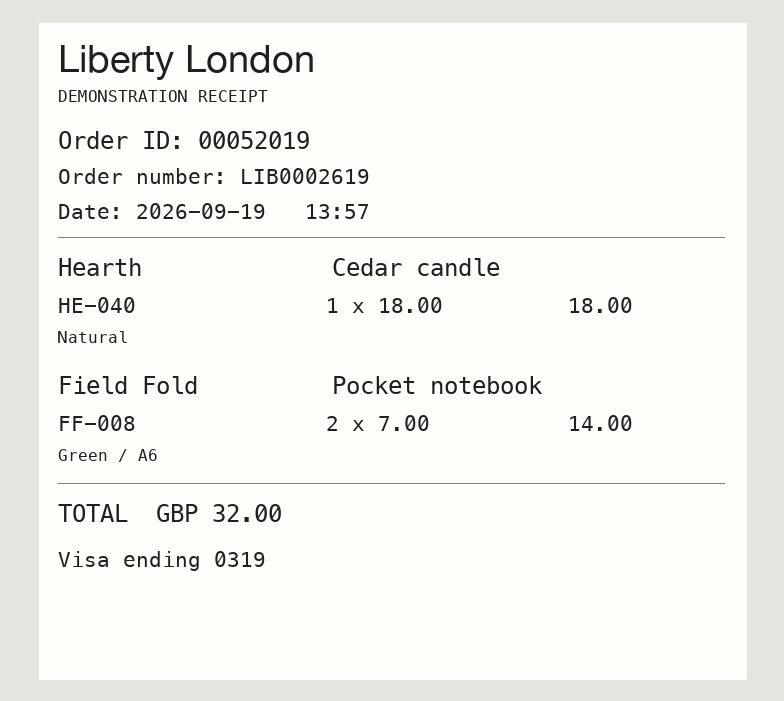 Liberty London
DEMONSTRATION RECEIPT
Order ID: 00052019
Order number: LIB0002619
Date: 2026-09-19 13:57
Hearth Cedar candle
HE-040 1 x 18.00 18.00
Natural
Field Fold Pocket notebook
FF-008 2 x 7.00 14.00
Green / A6
TOTAL GBP 32.00
Visa ending 0319